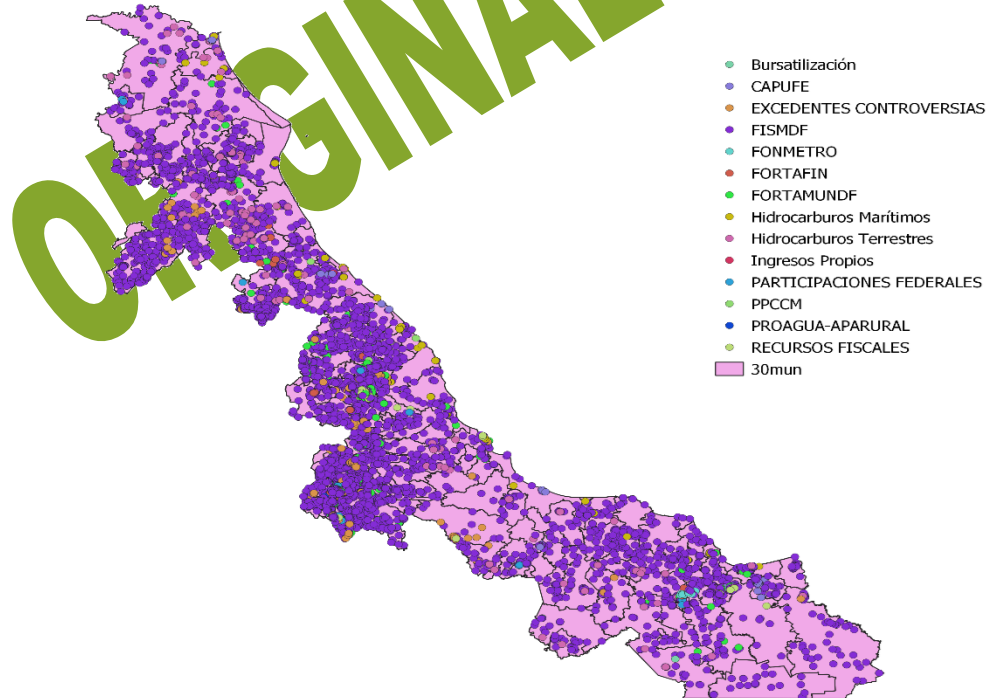 ORIGINAL
Bursatilización
CAPUFE
EXCEDENTES CONTROVERSIAS
FISMDF
FONMETRO
FORTAFIN
FORTAMUNDF
Hidrocarburos Marítimos
Hidrocarburos Terrestres
Ingresos Propios
PARTICIPACIONES FEDERALES
PPCCM
PROAGUA-APARURAL
RECURSOS FISCALES
30mun